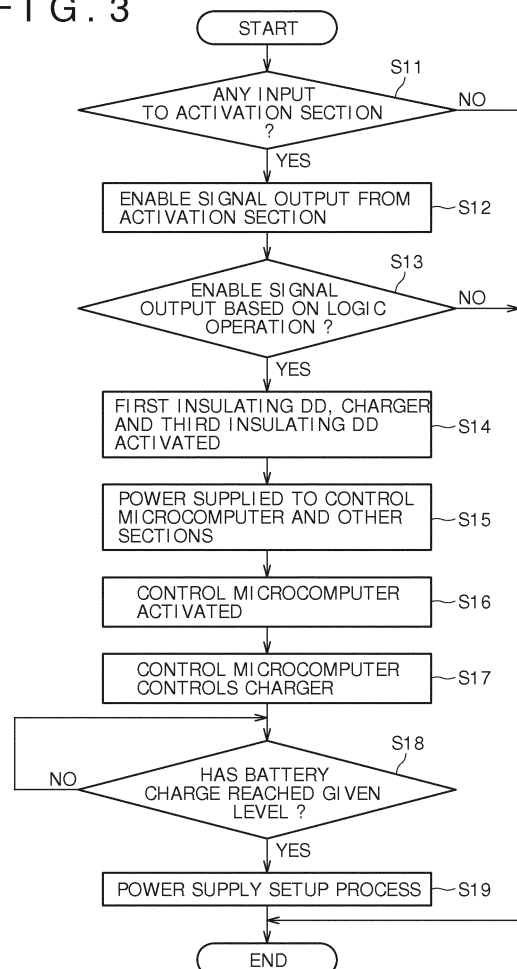 FIG. 3
START
S11
ANY INPUT
TO ACTIVATION SECTION
?
NO
YES
ENABLE SIGNAL OUTPUT FROM
ACTIVATION SECTION
S12
S13
ENABLE SIGNAL
OUTPUT BASED ON LOGIC
OPERATION ?
NO
YES
FIRST INSULATING DD, CHARGER
AND THIRD INSULATING DD
ACTIVATED
S14
POWER SUPPLIED TO CONTROL
MICROCOMPUTER AND OTHER
SECTIONS
S15
CONTROL MICROCOMPUTER
ACTIVATED
S16
CONTROL MICROCOMPUTER
CONTROLS CHARGER
S17
S18
HAS BATTERY
CHARGE REACHED GIVEN
LEVEL ?
NO
YES
POWER SUPPLY SETUP PROCESS
S19
END